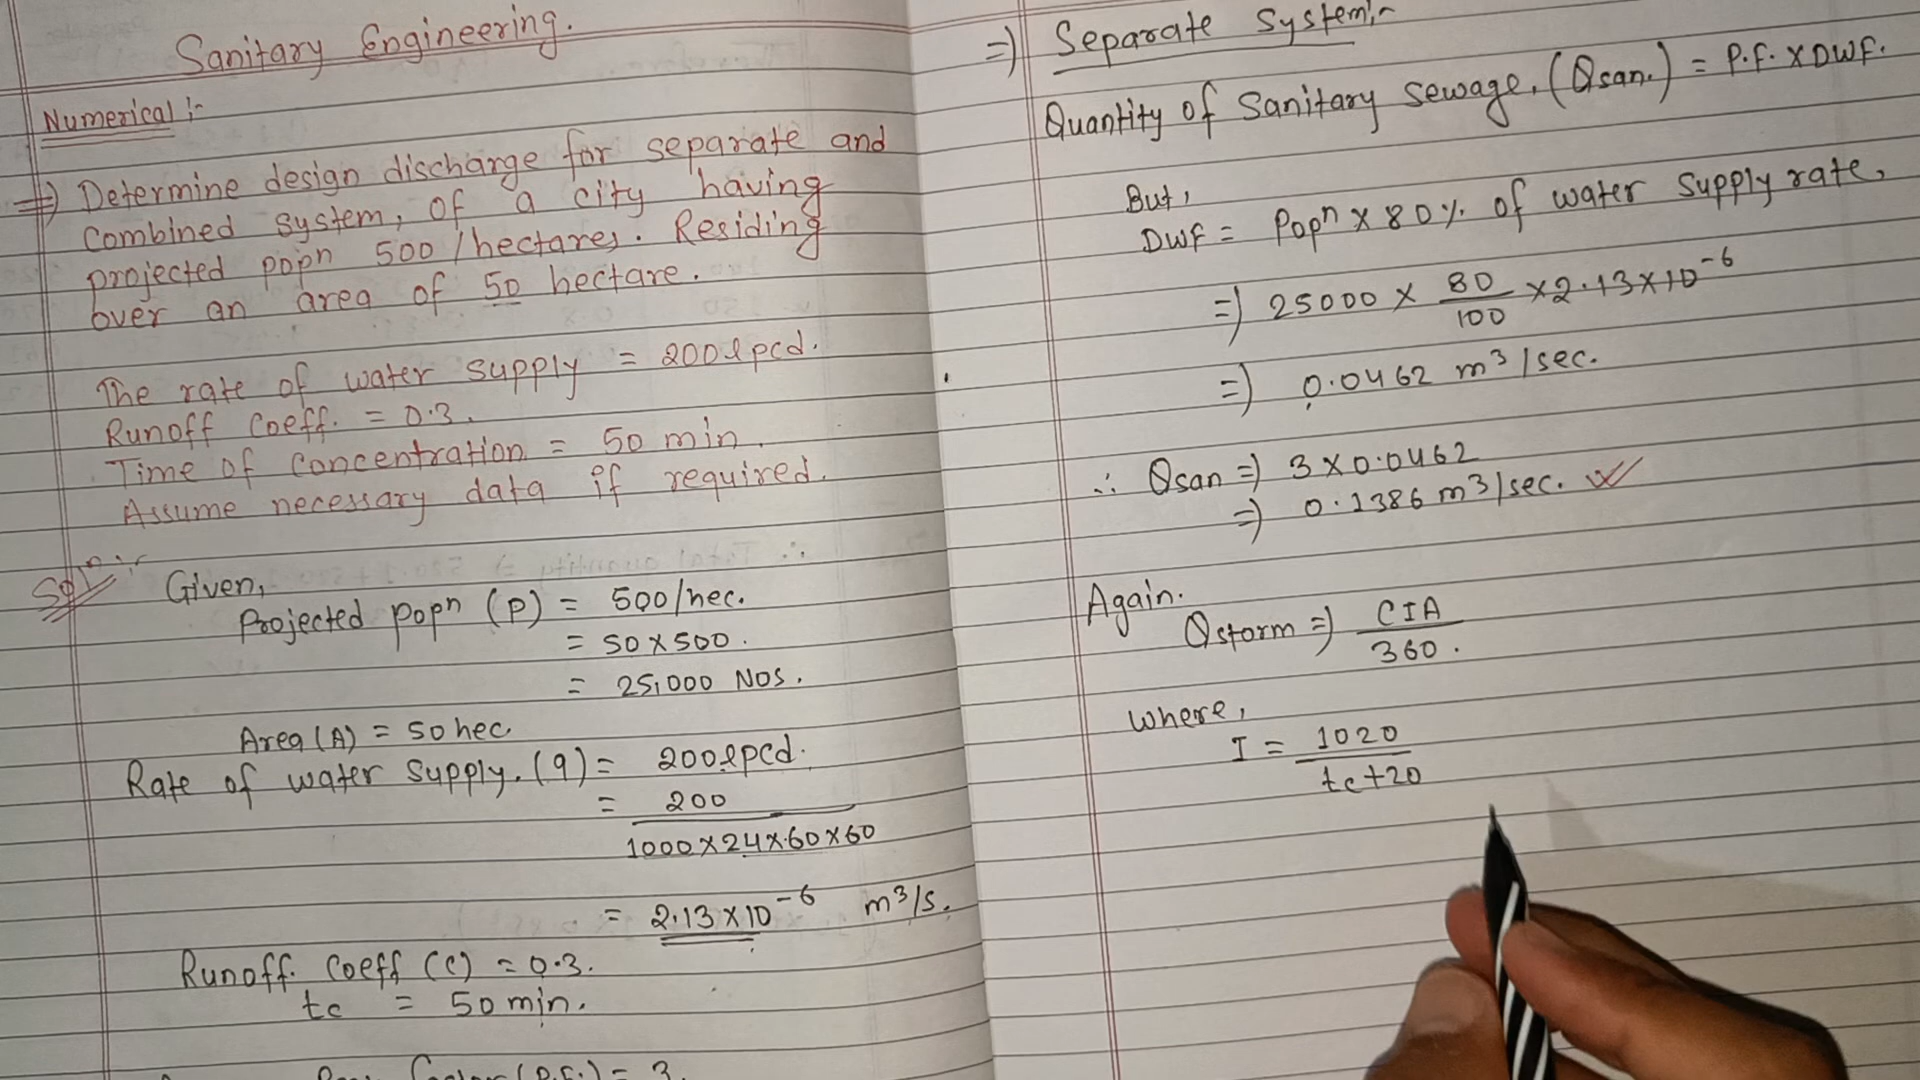 Sanitary Engineering.
Numerical :-
=) Determine design discharge for separate and
combined system, of a city having
projected popn 500/hectares. Residing
over an area of 50 hectare.
The rate of water supply = 200lpcd.
Runoff coeff. = 0.3.
Time of concentration = 50 min.
Assume necessary data if required.
Soln :-
Given,
Projected popn (P) = 500/hec.
= 50×500.
= 25,000 Nos.
Area (A) = 50 hec.
Rate of water supply. (q) = 200lpcd.
= 200
1000×24×60×60
= 2.13×10-6 m3/s.
Runoff. coeff (c) = 0.3.
tc = 50 min.
(P.F.) = 3.
=) Separate System:-
Quantity of Sanitary Sewage. (Qsan.) = P.F. × DWF.
But,
DWF = Popn × 80% of water supply rate.
=) 25000 × 80/100 × 2.13×10-6
=) 0.0462 m3/sec.
∴ Qsan =) 3×0.0462
=) 0.1386 m3/sec.
Again.
Qstorm =) CIA
360.
where,
I = 1020
tc+20